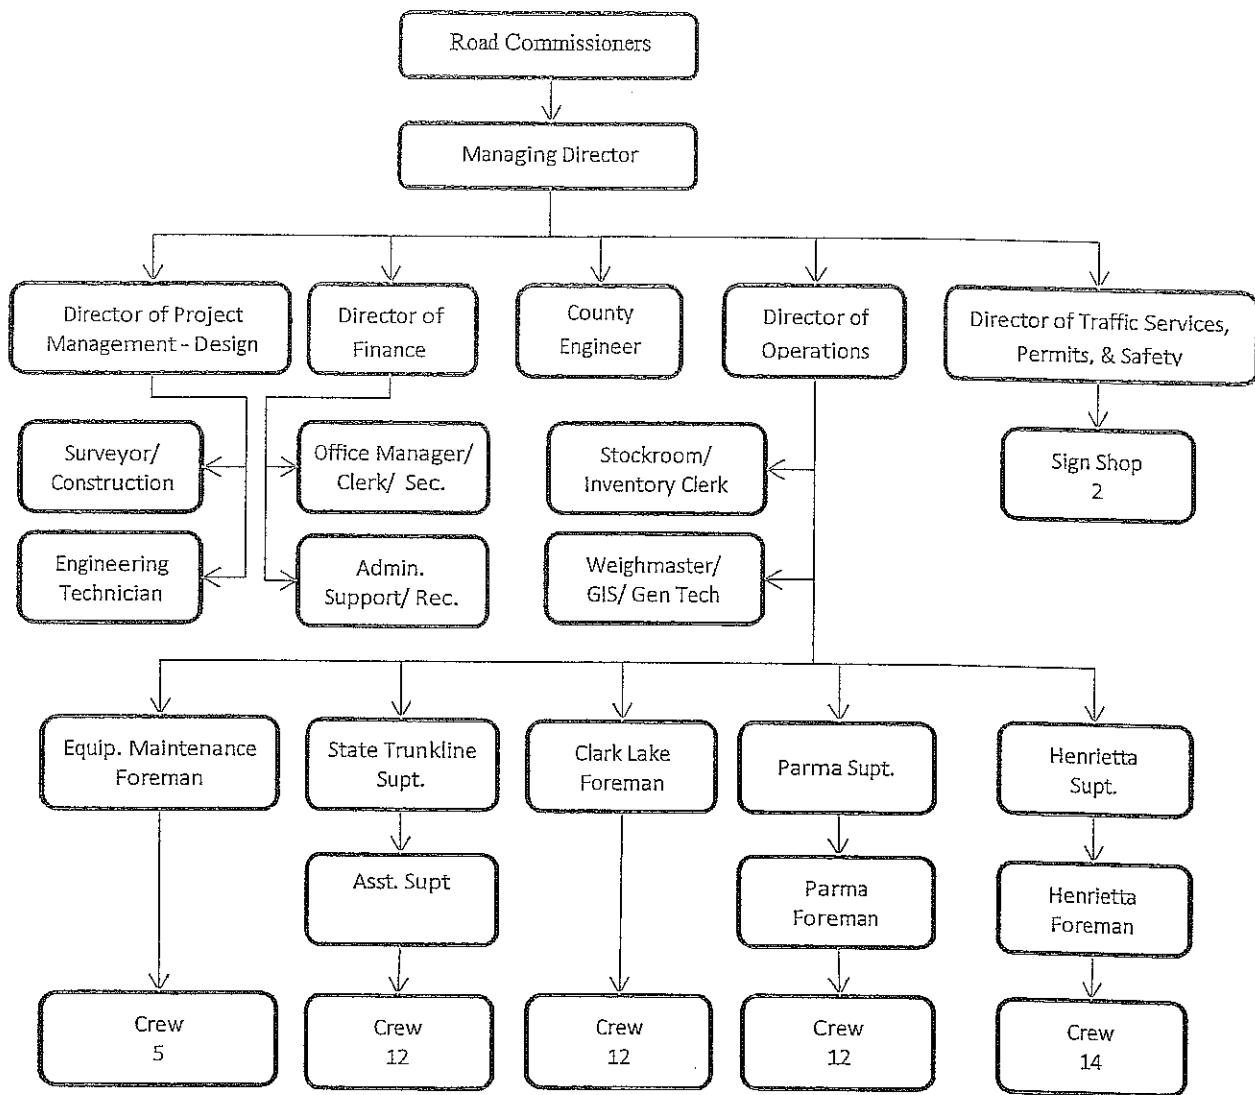 Road Commissioners
Managing Director
Director of Project
Management - Design
Director of
Finance
County
Engineer
Director of
Operations
Director of Traffic Services,
Permits, & Safety
Surveyor/
Construction
Office Manager/
Clerk/ Sec.
Stockroom/
Inventory Clerk
Sign Shop
2
Engineering
Technician
Admin.
Support/ Rec.
Weighmaster/
GIS/ Gen Tech
Equip. Maintenance
Foreman
State Trunkline
Supt.
Clark Lake
Foreman
Parma Supt.
Henrietta
Supt.
Asst. Supt
Parma
Foreman
Henrietta
Foreman
Crew
5
Crew
12
Crew
12
Crew
12
Crew
14